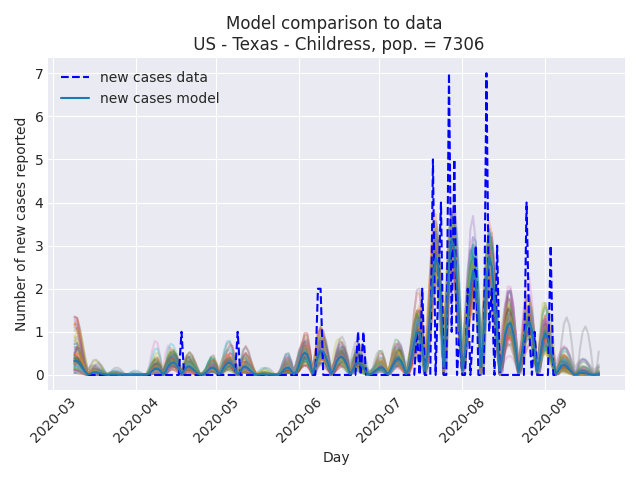 Model comparison to data
US - Texas - Childress, pop. = 7306
new cases data
new cases model
Number of new cases reported
7
6
5
4
3
2
1
0
2020-03
2020-04
2020-05
2020-06
2020-07
2020-08
2020-09
Day